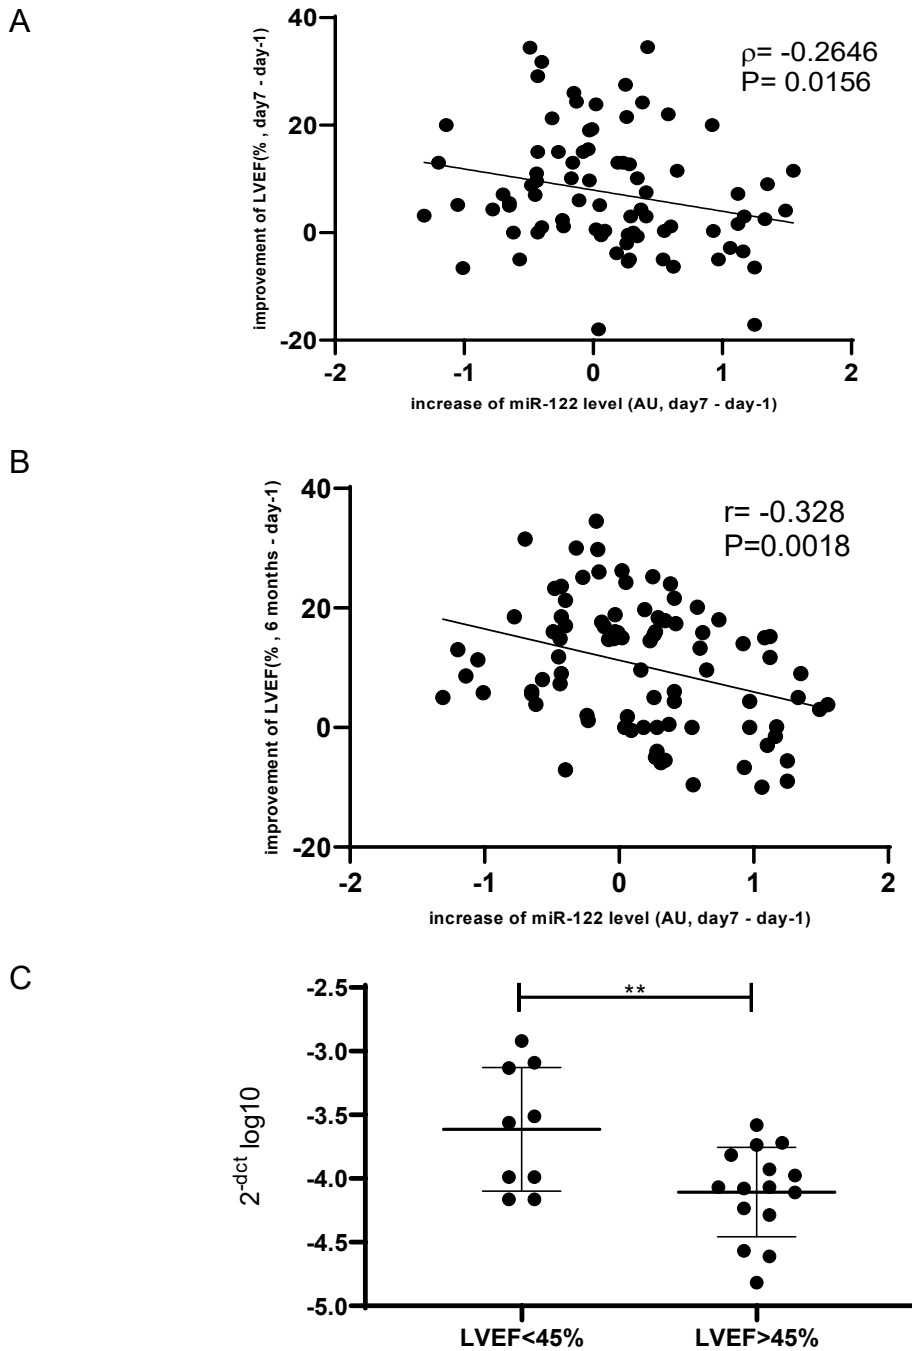 A
improvement of LVEF(% , day7 - day-1)
40
20
0
-20
ρ= -0.2646
P= 0.0156
-2
-1
0
1
2
increase of miR-122 level (AU, day7 - day-1)
B
improvement of LVEF(% , 6 months - day-1)
40
20
0
-20
r= -0.328
P=0.0018
-2
-1
0
1
2
increase of miR-122 level (AU, day7 - day-1)
C
2-dct log10
-2.5
-3.0
-3.5
-4.0
-4.5
-5.0
**
LVEF<45%
LVEF>45%